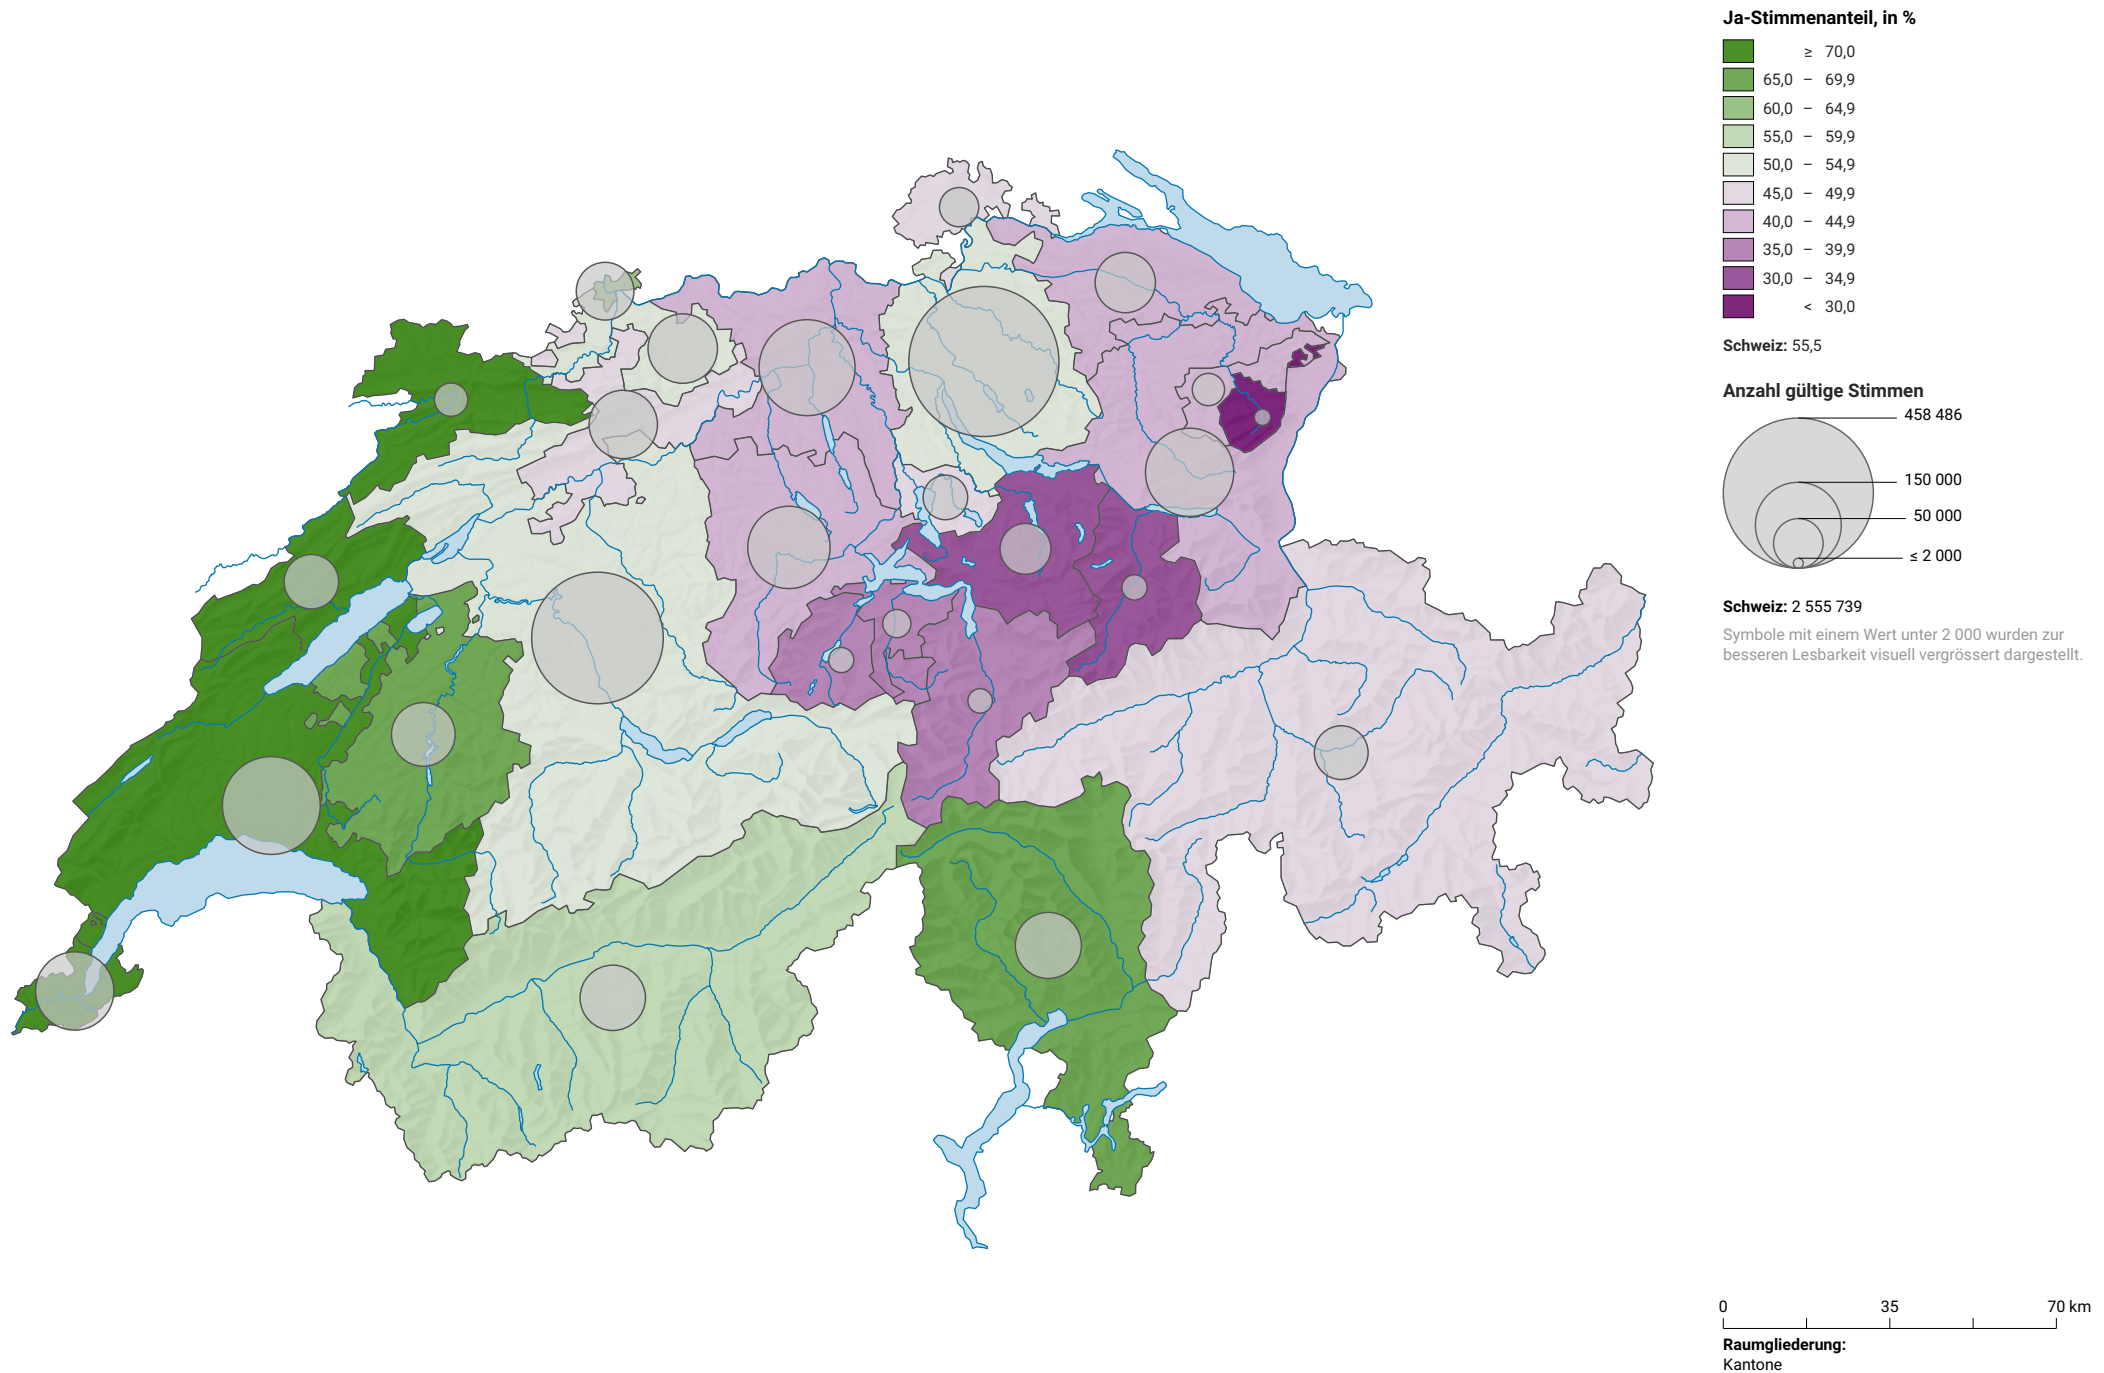 Ja-Stimmenanteil, in %
≥ 70,0
65,0 – 69,9
60,0 – 64,9
55,0 – 59,9
50,0 – 54,9
45,0 – 49,9
40,0 – 44,9
35,0 – 39,9
30,0 – 34,9
< 30,0
Schweiz: 55,5
Anzahl gültige Stimmen
458 486
150 000
50 000
≤ 2 000
Schweiz: 2 555 739
Symbole mit einem Wert unter 2 000 wurden zur
besseren Lesbarkeit visuell vergrössert dargestellt.
0 35 70 km
Raumgliederung:
Kantone